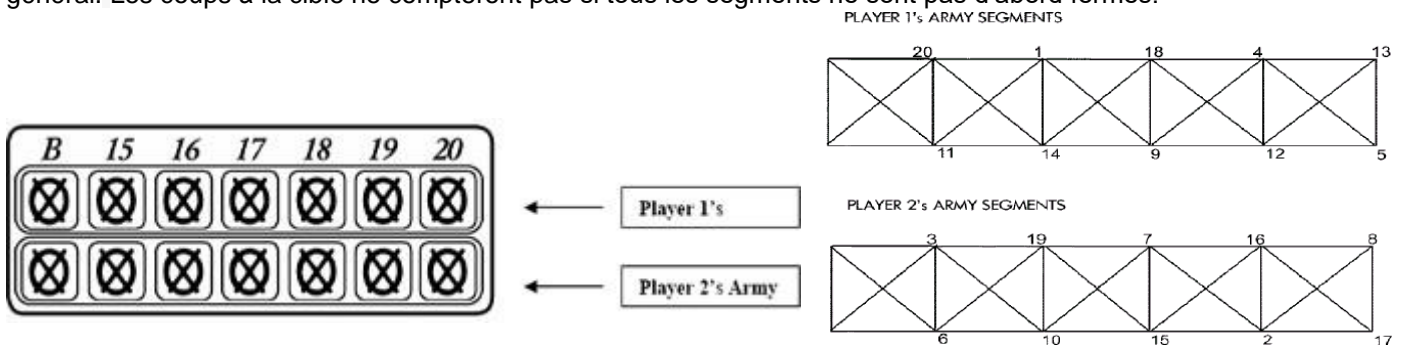 général. Les coups à la cible ne compteront pas si tous les segments ne sont pas d'abord formés.
PLAYER 1's ARMY SEGMENTS
20 1 18 4 13
11 14 9 12 5
B 15 16 17 18 19 20
Player 1's
Player 2's Army
PLAYER 2's ARMY SEGMENTS
3 19 7 16 8
6 10 15 2 17